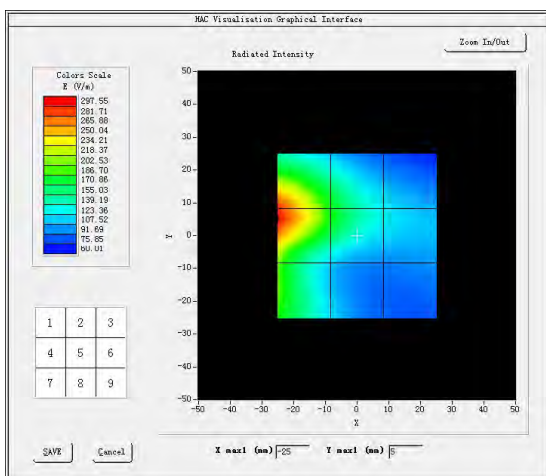 HAC Visualisation Graphical Interface
Zoom In/Out
Radiated Intensity
Colors Scale
E (V/m)
297.55
281.71
265.88
250.04
234.21
218.37
202.53
186.70
170.86
155.03
139.19
123.36
107.52
91.69
75.85
60.01
50
40
30
20
10
0
-10
-20
-30
-40
-50
Y
-50 -40 -30 -20 -10 0 10 20 30 40 50
X
1 2 3
4 5 6
7 8 9
SAVE
Cancel
X max1 (mm) -25
Y max1 (mm) 5